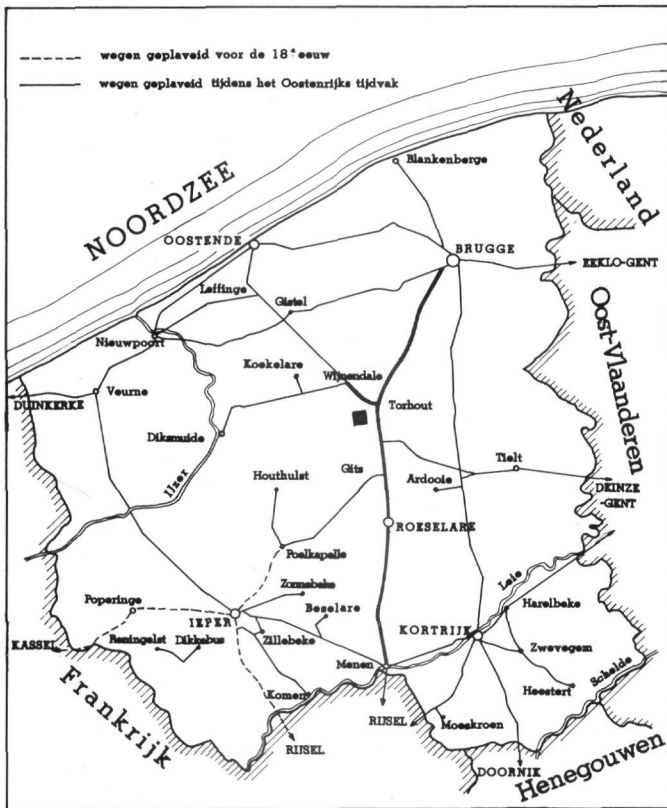 wegen geplaveid voor de 18e eeuw
wegen geplaveid tijdens het Oostenrijks tijdvak
Nederland
NOORDZEE
Blankenberge
OOSTENDE
BRUGGE
EEKLO-GENT
Leffinge
Gistel
Oost-Vlaanderen
Nieuwpoort
Koekelare
Wijnendale
Veurne
DUINKERKE
Torhout
Diksmuide
IJzer
Tielt
Houthulst
Gits
Ardooie
DEINZE
-GENT
ROESELARE
Poelkapelle
Zonnebeke
Leie
Poperinge
Beselare
Harelbeke
IEPER
KORTRIJK
KASSEL
Reningelst
Dikkebus
Zillebeke
Zwevegem
Menen
Schelde
Komen
Heestert
Frankrijk
RIJSEL
RIJSEL
Moeskroen
DOORNIK
Henegouwen